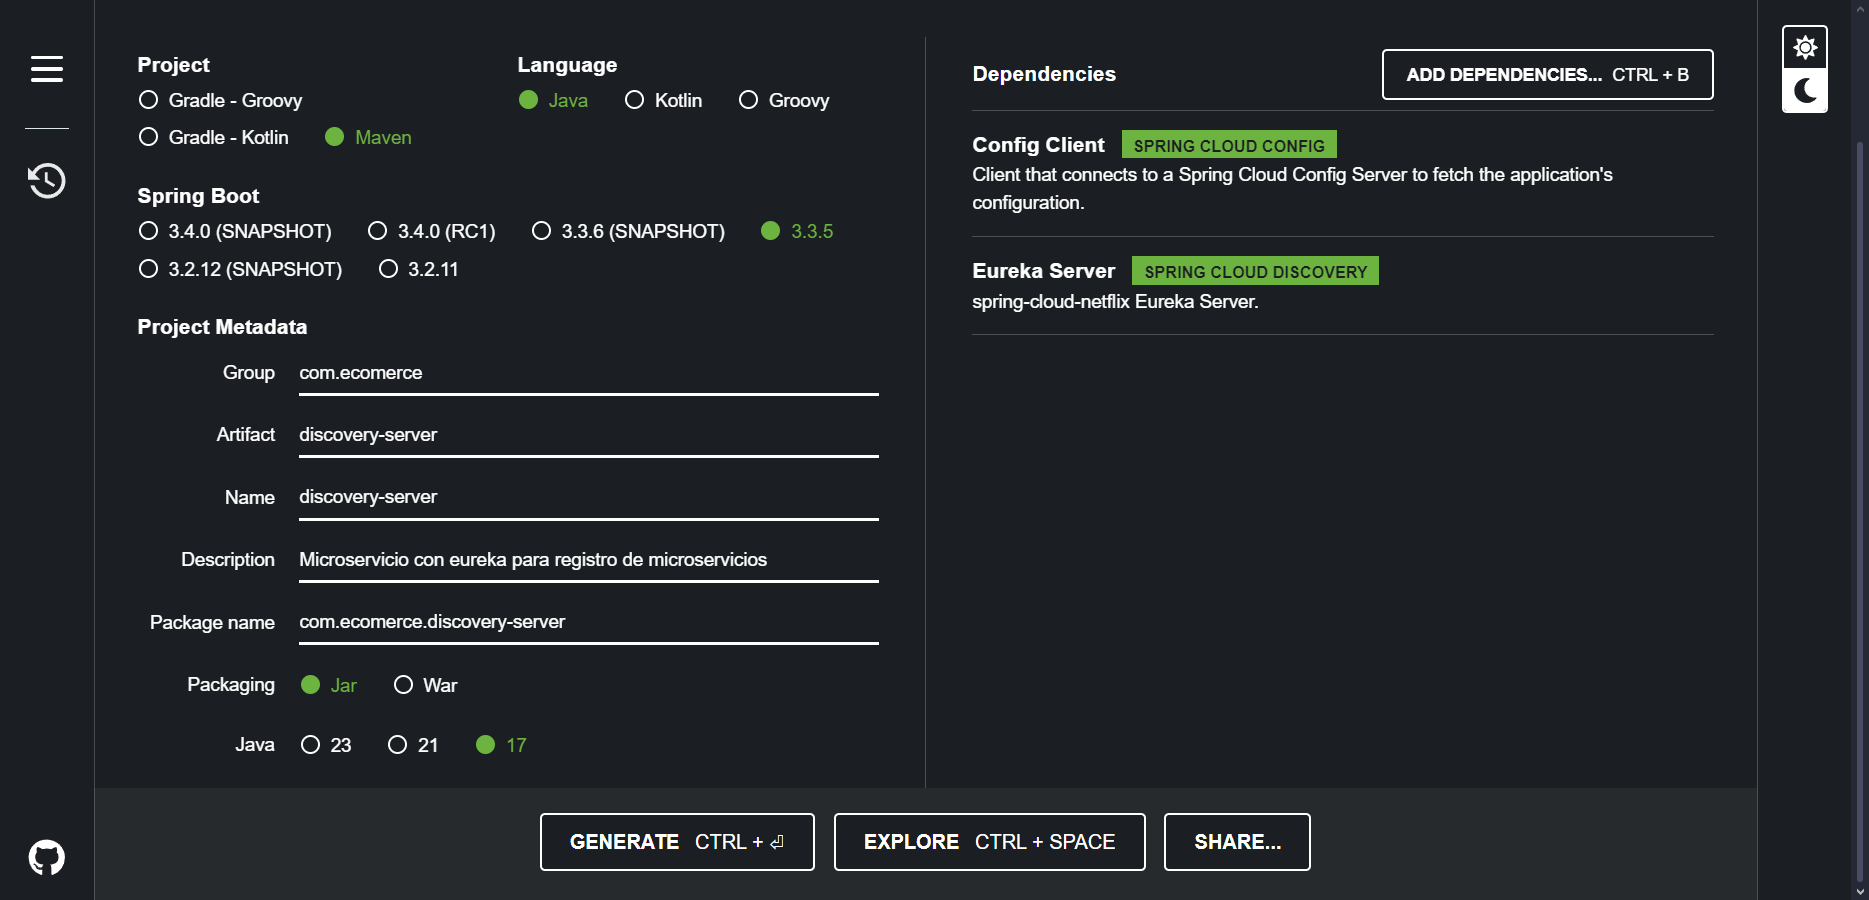 Project
Gradle - Groovy
Gradle - Kotlin Maven
Language
Java Kotlin Groovy
Spring Boot
3.4.0 (SNAPSHOT) 3.4.0 (RC1) 3.3.6 (SNAPSHOT) 3.3.5
3.2.12 (SNAPSHOT) 3.2.11
Project Metadata
Group com.ecomerce
Artifact discovery-server
Name discovery-server
Description Microservicio con eureka para registro de microservicios
Package name com.ecomerce.discovery-server
Packaging Jar War
Java 23 21 17
Dependencies ADD DEPENDENCIES... CTRL + B
Config Client SPRING CLOUD CONFIG
Client that connects to a Spring Cloud Config Server to fetch the application's
configuration.
Eureka Server SPRING CLOUD DISCOVERY
spring-cloud-netflix Eureka Server.
GENERATE CTRL + ⏎ EXPLORE CTRL + SPACE SHARE...